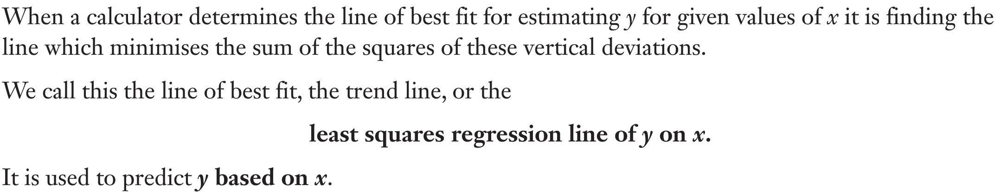 When a calculator determines the line of best fit for estimating y for given values of x it is finding the
line which minimises the sum of the squares of these vertical deviations.
We call this the line of best fit, the trend line, or the
least squares regression line of y on x.
It is used to predict y based on x.